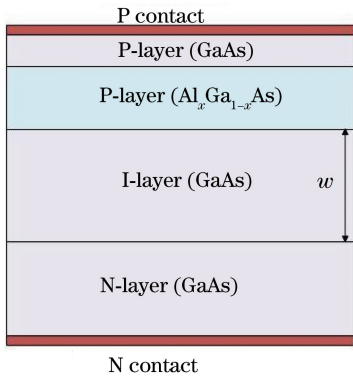 P contact
P-layer (GaAs)
P-layer (AlₓGa₁₋ₓAs)
I-layer (GaAs)
w
N-layer (GaAs)
N contact